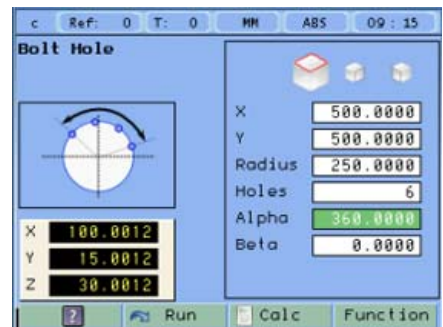 c Ref: 0 T: 0 MM ABS 09 : 15
Bolt Hole
X 500.0000
Y 500.0000
Radius 250.0000
Holes 6
Alpha 360.0000
Beta 0.0000
X 100.0012
Y 15.0012
Z 30.0012
? Run Calc Function